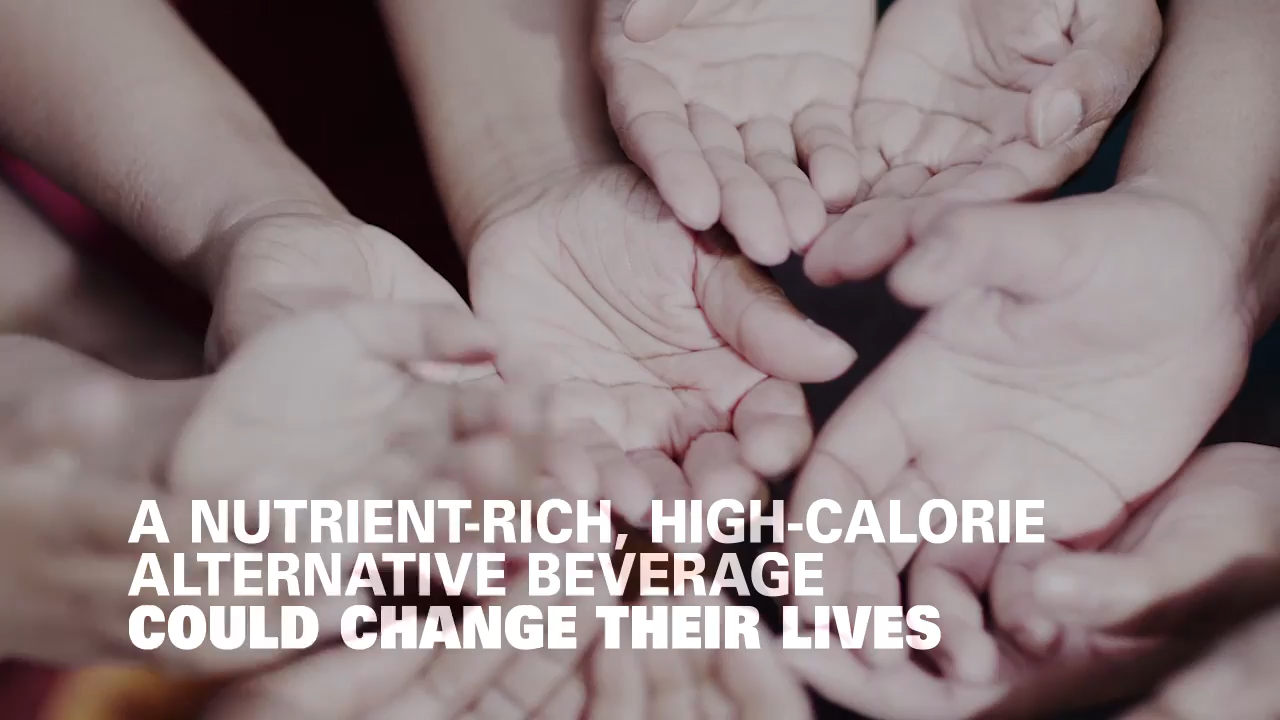 A NUTRIENT-RICH, HIGH-CALORIE
ALTERNATIVE BEVERAGE
COULD CHANGE THEIR LIVES